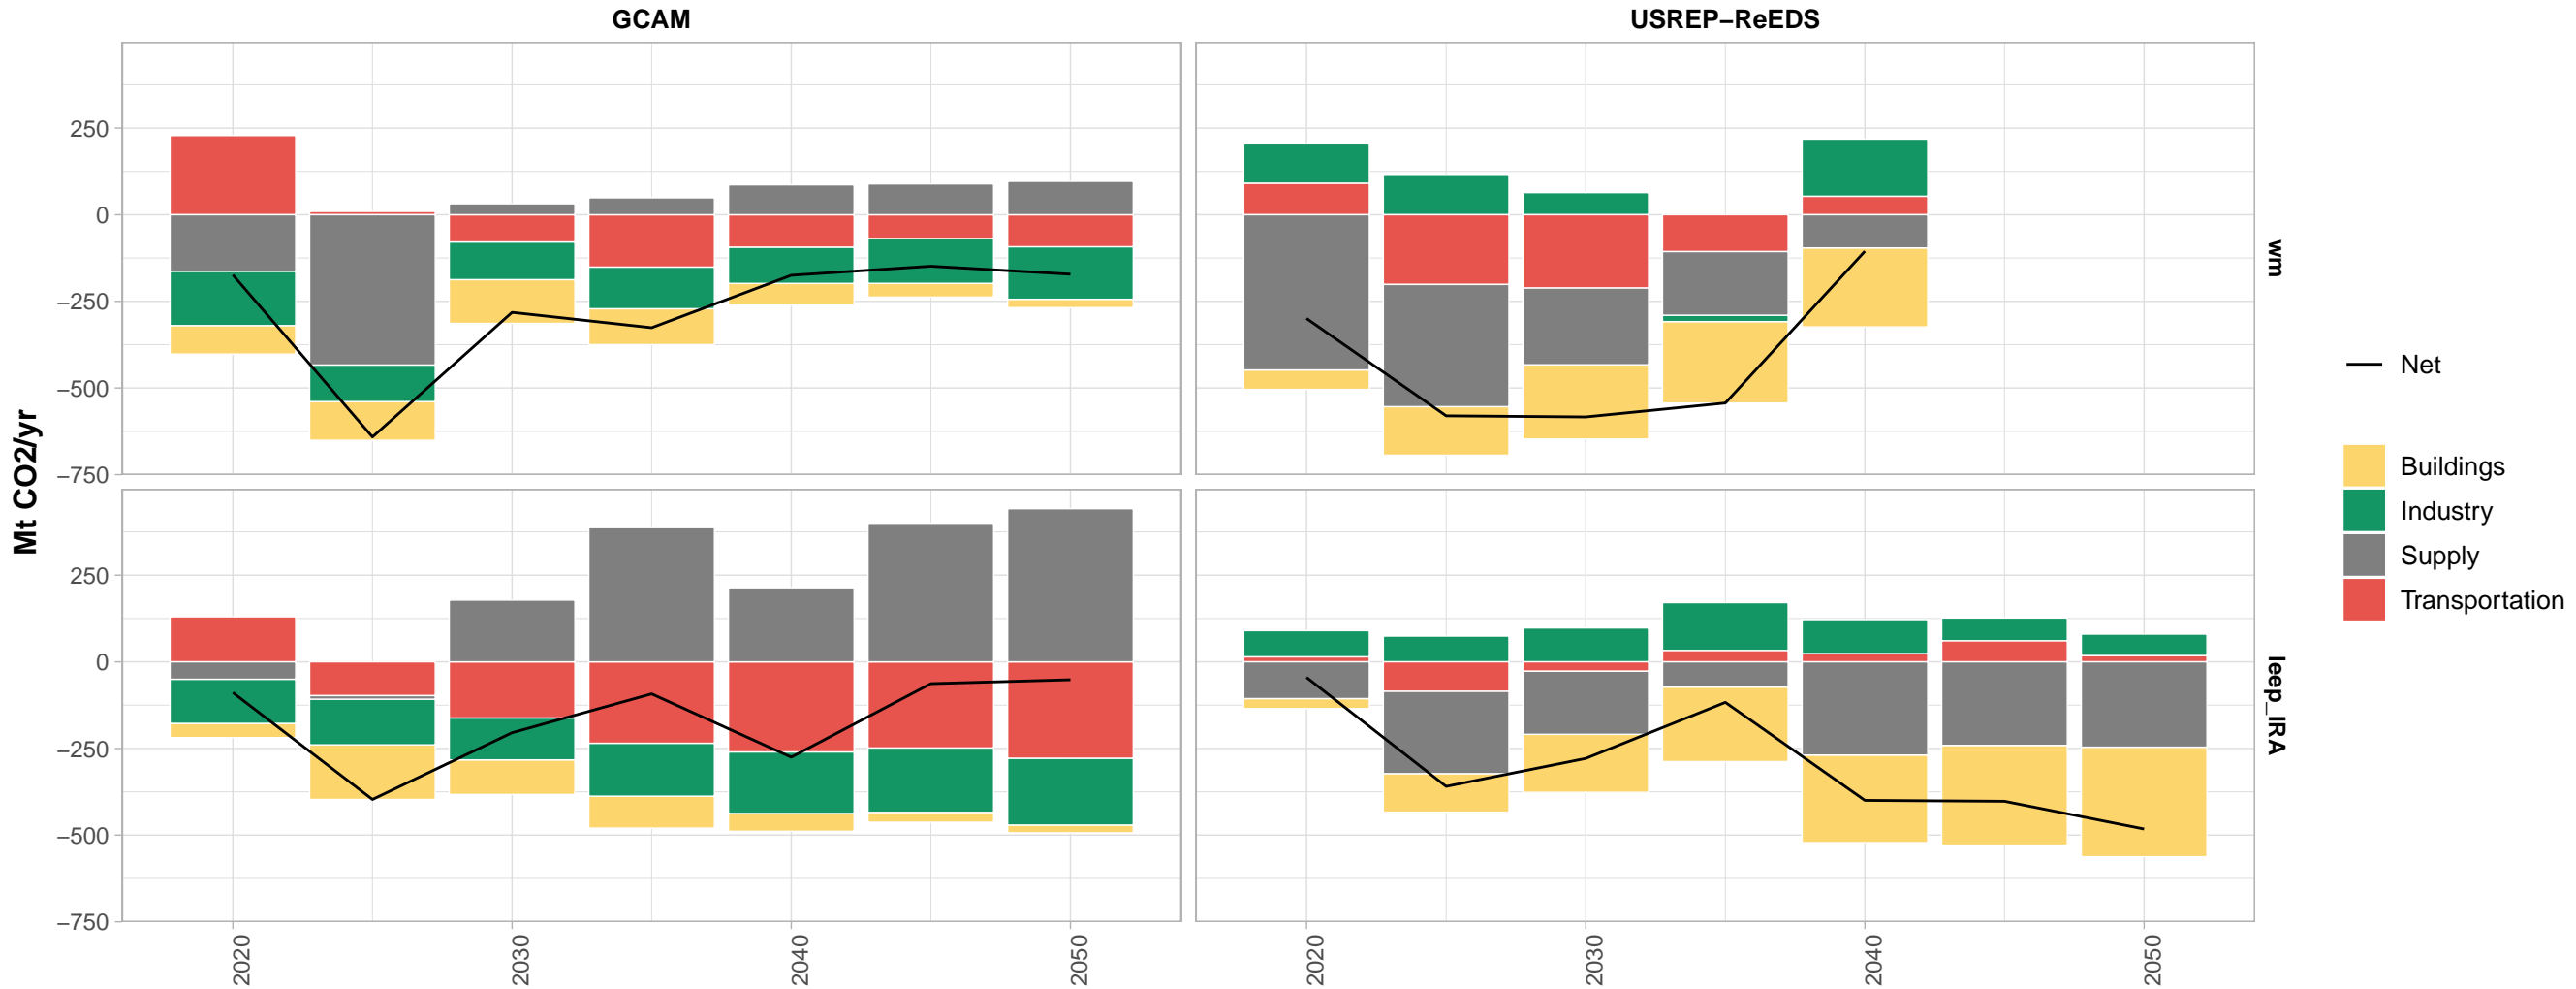 GCAM
USREP−ReEDS
250
0
−250
−500
−750
wm
250
0
−250
−500
−750
leep_IRA
Mt CO2/yr
2020
2030
2040
2050
2020
2030
2040
2050
Net
Buildings
Industry
Supply
Transportation